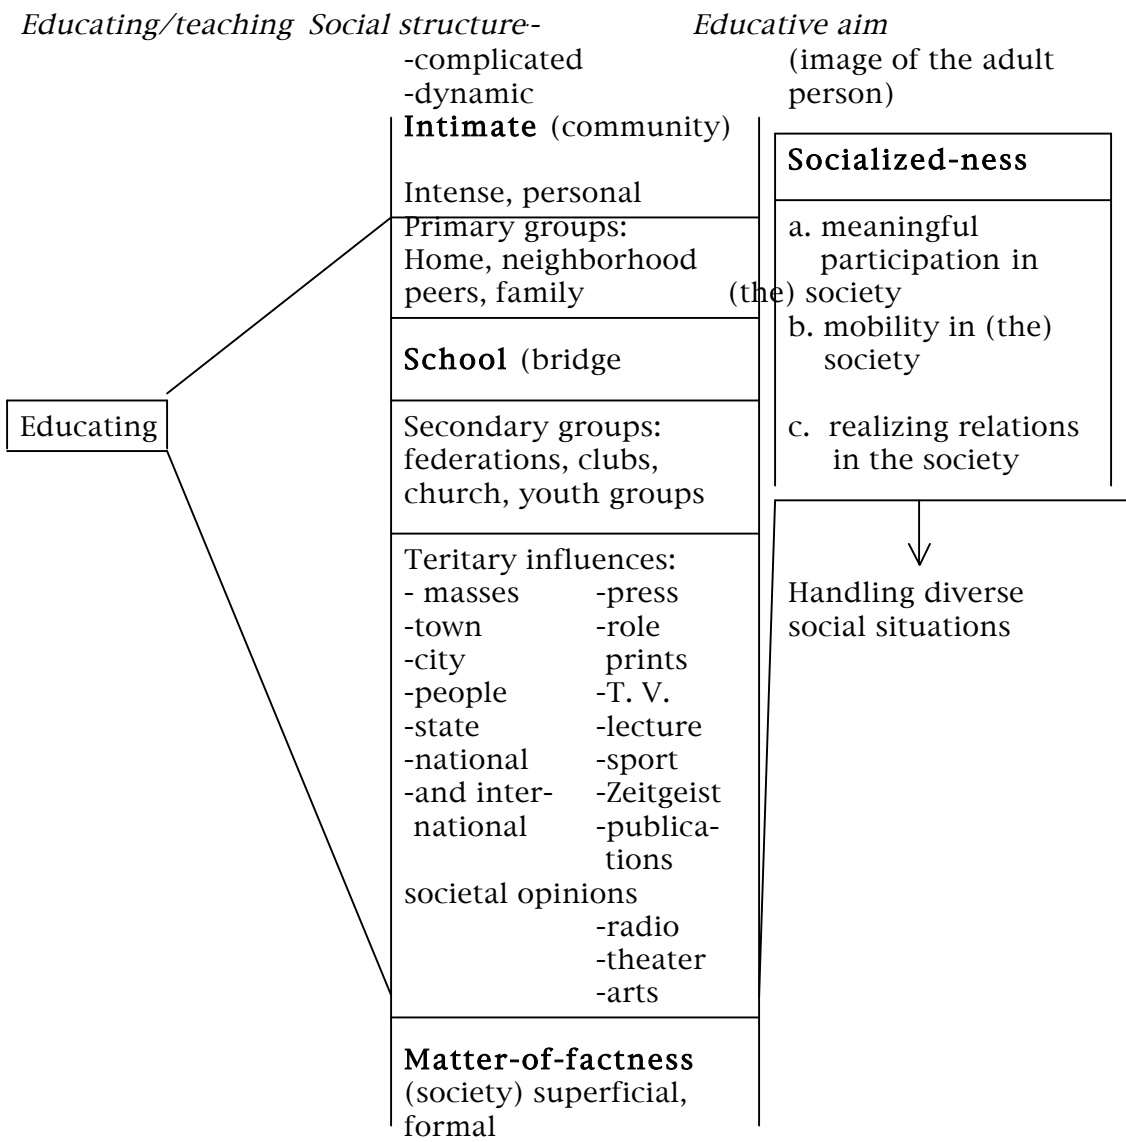 Educating/teaching Social structure-- Educative aim
-complicated
-dynamic
(image of the adult
person)
Intimate (community)
Intense, personal
Primary groups:
Home, neighborhood
peers, family
School (bridge
Educating
Secondary groups:
federations, clubs,
church, youth groups
Teritary influences:
- masses -press
-town -role
-city prints
-people -T. V.
-state -lecture
-national -sport
-and inter- -Zeitgeist
national -publica-
tions
societal opinions
-radio
-theater
-arts
Matter-of-factness
(society) superficial,
formal
Socialized-ness
a. meaningful
participation in
(the) society
b. mobility in (the)
society
c. realizing relations
in the society
Handling diverse
social situations